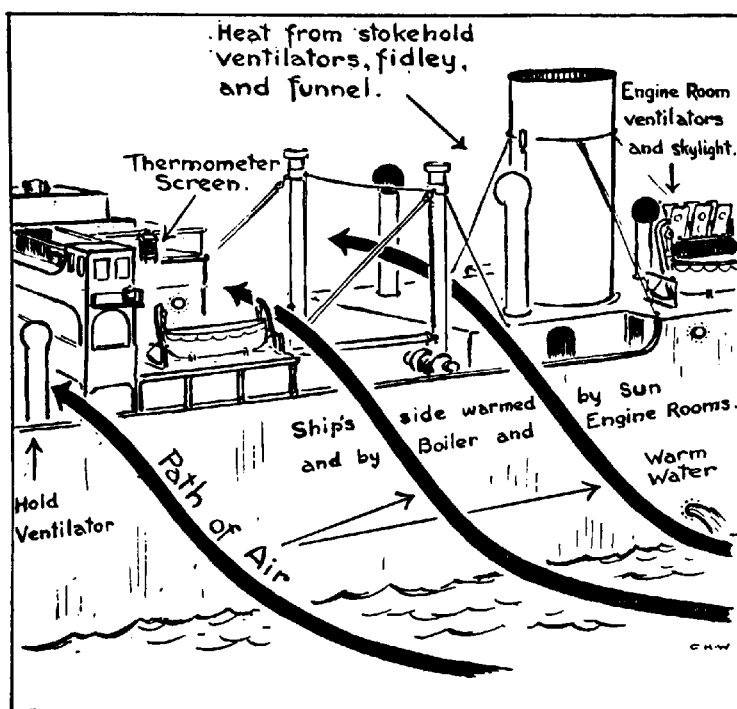 Heat from stokehold
ventilators, fidley,
and funnel.
Engine Room
ventilators
and skylight.
Thermometer
Screen.
Ship's side warmed by Sun
and by Boiler and Engine Rooms.
Warm
Water
Hold
Ventilator
Path of Air
C H W